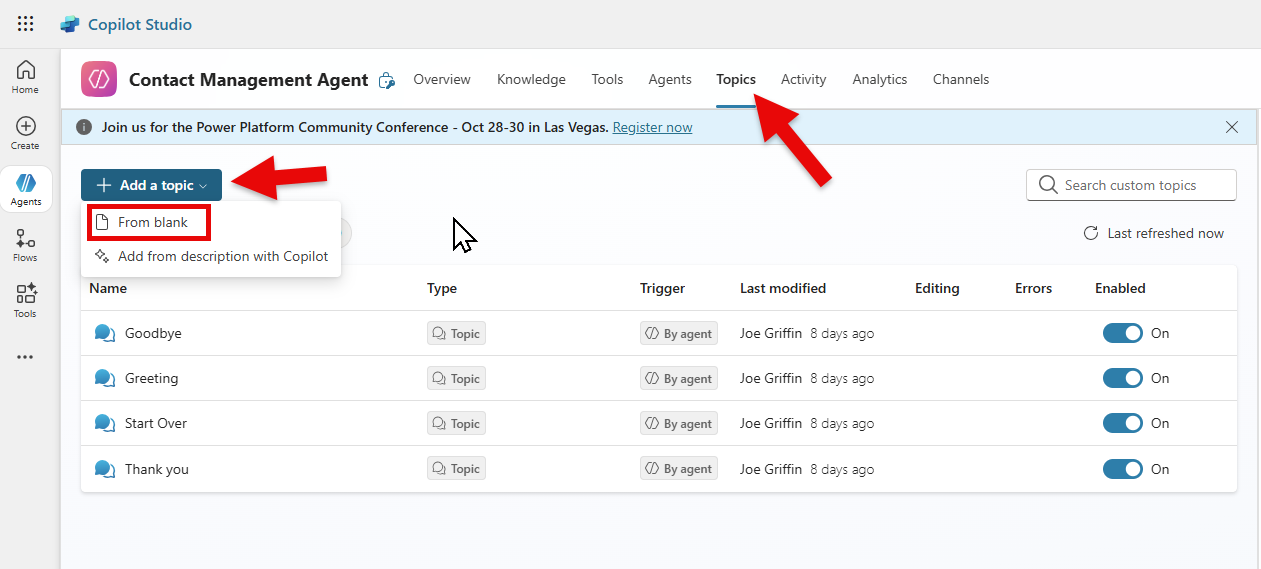 Copilot Studio
Home
Create
Agents
Flows
Tools
Contact Management Agent Overview Knowledge Tools Agents Topics Activity Analytics Channels
Join us for the Power Platform Community Conference - Oct 28-30 in Las Vegas. Register now
Add a topic
Search custom topics
From blank
Add from description with Copilot
Last refreshed now
Name Type Trigger Last modified Editing Errors Enabled
Goodbye Topic By agent Joe Griffin 8 days ago On
Greeting Topic By agent Joe Griffin 8 days ago On
Start Over Topic By agent Joe Griffin 8 days ago On
Thank you Topic By agent Joe Griffin 8 days ago On